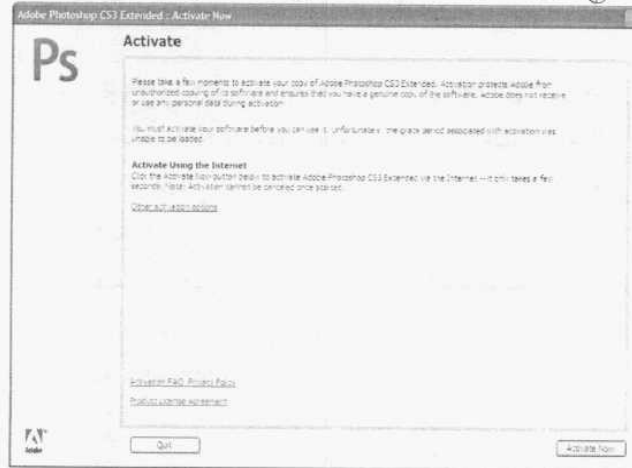 Adobe Photoshop CS3 Extended : Activate Now
Ps
Activate
Please take a few moments to activate your copy of Adobe Photoshop CS3 Extended. Activation protects Adobe from
unauthorized copying of its software and ensures that you have a genuine copy of the software. Adobe does not receive
or use any personal data during activation.
You must activate your software before you can use it. Unfortunately, the grace period associated with activation was
unable to be loaded.
Activate Using the Internet
Click the Activate Now button below to activate Adobe Photoshop CS3 Extended via the Internet -- it only takes a few
seconds. Note: Activation cannot be canceled once started.
Other activation options
Activation FAQ Privacy Policy
Product License Agreement
Adobe
Quit
Activate Now